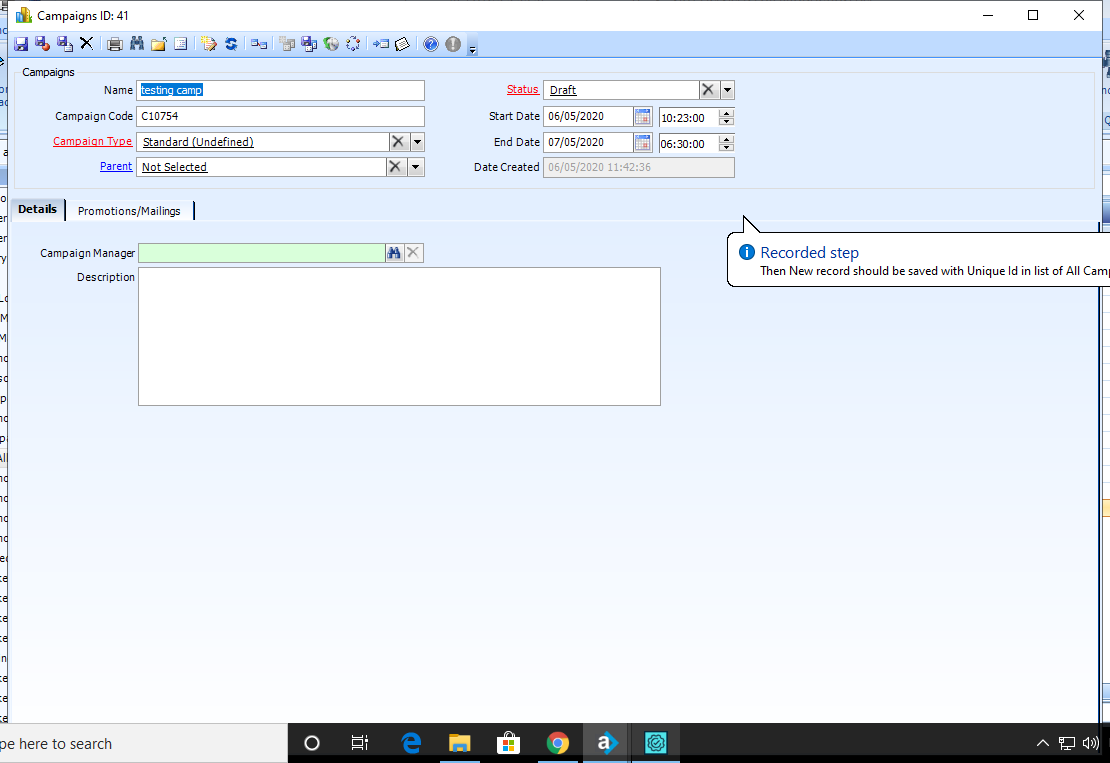 Campaigns ID: 41
Campaigns
Name testing camp
Status Draft
Campaign Code C10754
Start Date 06/05/2020 10:23:00
Campaign Type Standard (Undefined)
End Date 07/05/2020 06:30:00
Parent Not Selected
Date Created 06/05/2020 11:42:36
Details Promotions/Mailings
Campaign Manager
Recorded step
Then New record should be saved with Unique Id in list of All Camp
Description
pe here to search